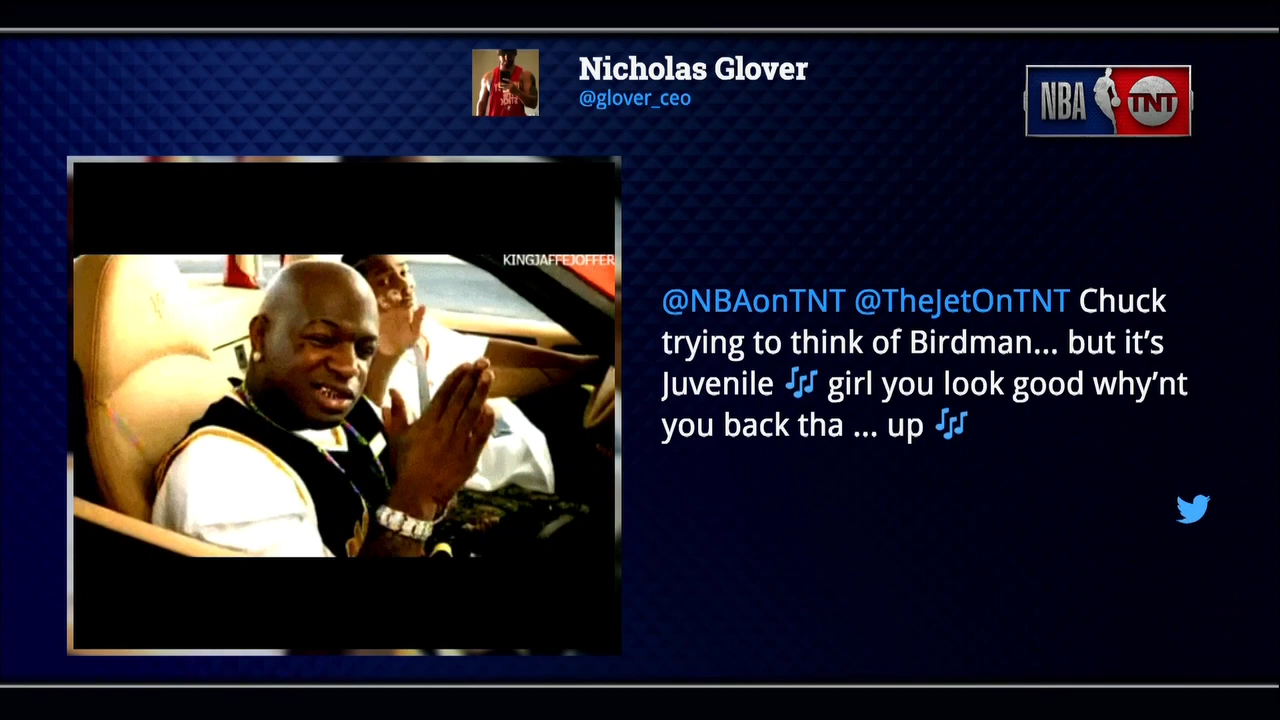 Nicholas Glover
@glover_ceo
NBA
TNT
KINGJAFFEJOFFER
@NBAonTNT @TheJetOnTNT Chuck
trying to think of Birdman... but it's
Juvenile 🎶 girl you look good why'nt
you back tha ... up 🎶